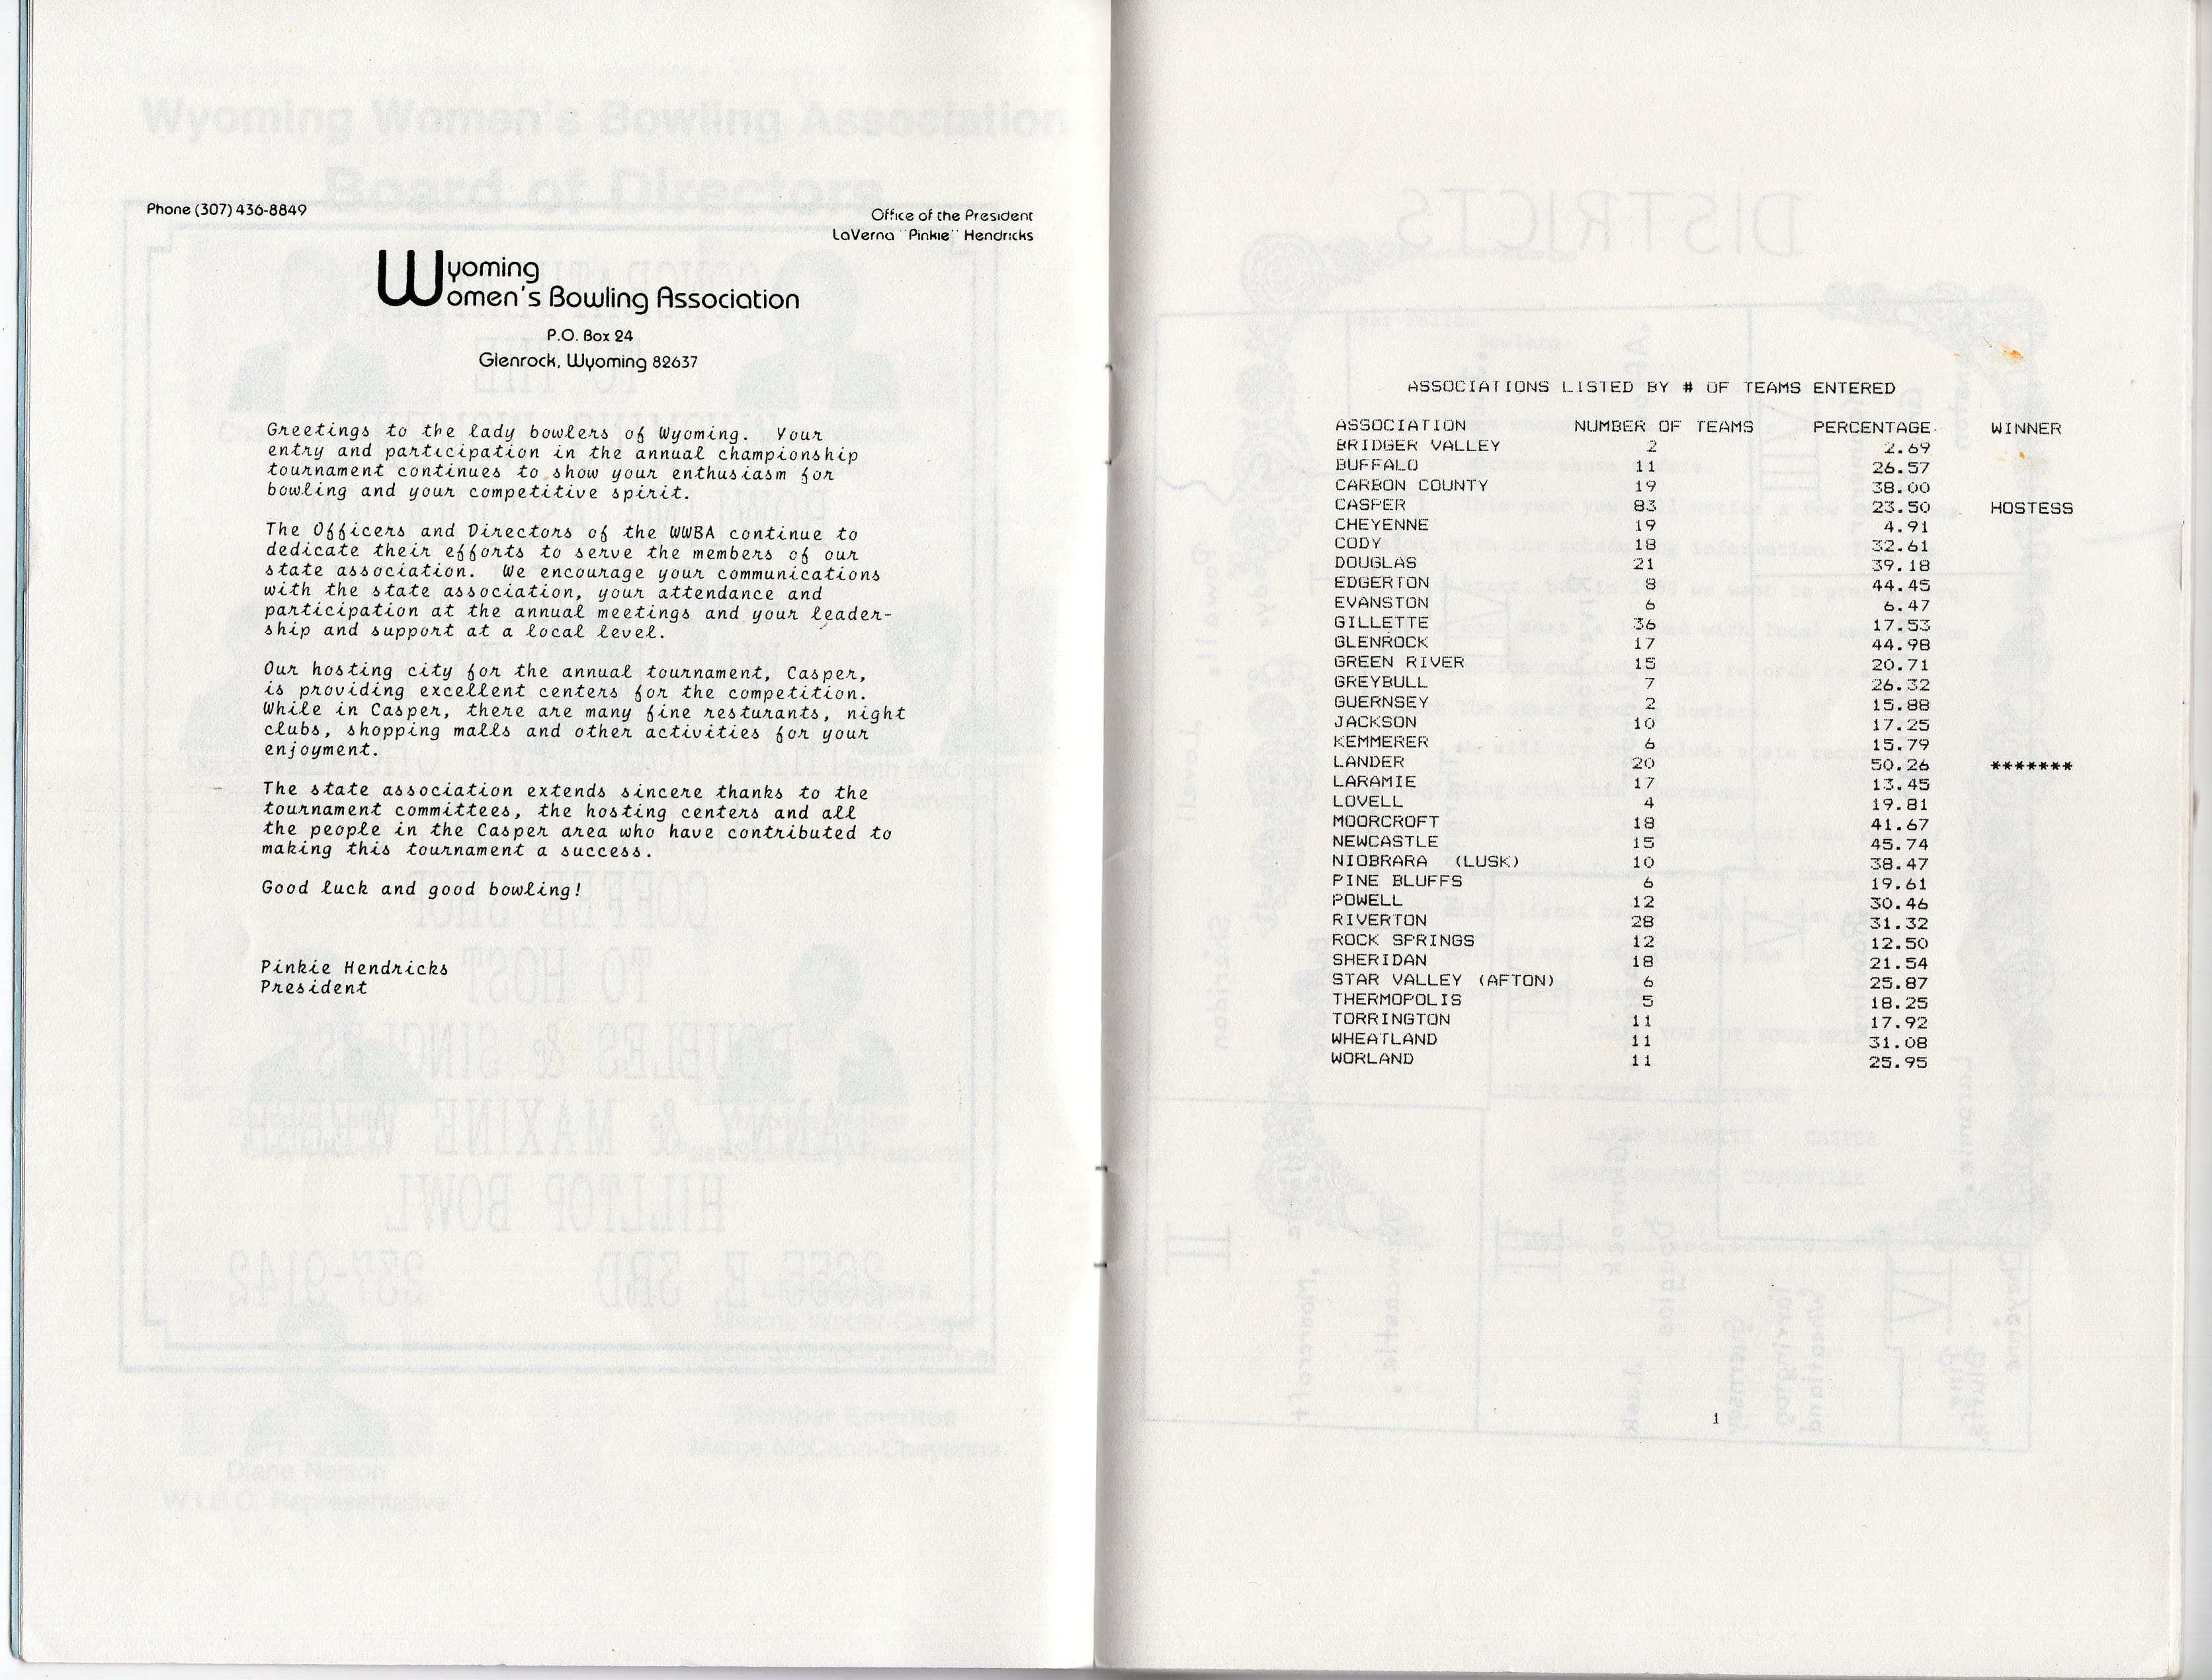 Phone (307) 436-8849
Office of the President
LaVerna "Pinkie" Hendricks
Wyoming
Women's Bowling Association
P.O. Box 24
Glenrock, Wyoming 82637
Greetings to the lady bowlers of Wyoming. Your
entry and participation in the annual championship
tournament continues to show your enthusiasm for
bowling and your competitive spirit.
The Officers and Directors of the WWBA continue to
dedicate their efforts to serve the members of our
state association. We encourage your communications
with the state association, your attendance and
participation at the annual meetings and your leader-
ship and support at a local level.
Our hosting city for the annual tournament, Casper,
is providing excellent centers for the competition.
While in Casper, there are many fine resturants, night
clubs, shopping malls and other activities for your
enjoyment.
The state association extends sincere thanks to the
tournament committees, the hosting centers and all
the people in the Casper area who have contributed to
making this tournament a success.
Good luck and good bowling!
Pinkie Hendricks
President
ASSOCIATIONS LISTED BY # OF TEAMS ENTERED
ASSOCIATION NUMBER OF TEAMS PERCENTAGE WINNER
BRIDGER VALLEY 2 2.69
BUFFALO 11 26.57
CARBON COUNTY 19 38.00
CASPER 83 23.50 HOSTESS
CHEYENNE 19 4.91
CODY 18 32.61
DOUGLAS 21 39.18
EDGERTON 8 44.45
EVANSTON 6 6.47
GILLETTE 36 17.53
GLENROCK 17 44.98
GREEN RIVER 15 20.71
GREYBULL 7 26.32
GUERNSEY 2 15.88
JACKSON 10 17.25
KEMMERER 6 15.79
LANDER 20 50.26 *******
LARAMIE 17 13.45
LOVELL 4 19.81
MOORCROFT 18 41.67
NEWCASTLE 15 45.74
NIOBRARA (LUSK) 10 38.47
PINE BLUFFS 6 19.61
POWELL 12 30.46
RIVERTON 28 31.32
ROCK SPRINGS 12 12.50
SHERIDAN 18 21.54
STAR VALLEY (AFTON) 6 25.87
THERMOPOLIS 5 18.25
TORRINGTON 11 17.92
WHEATLAND 11 31.08
WORLAND 11 25.95
1